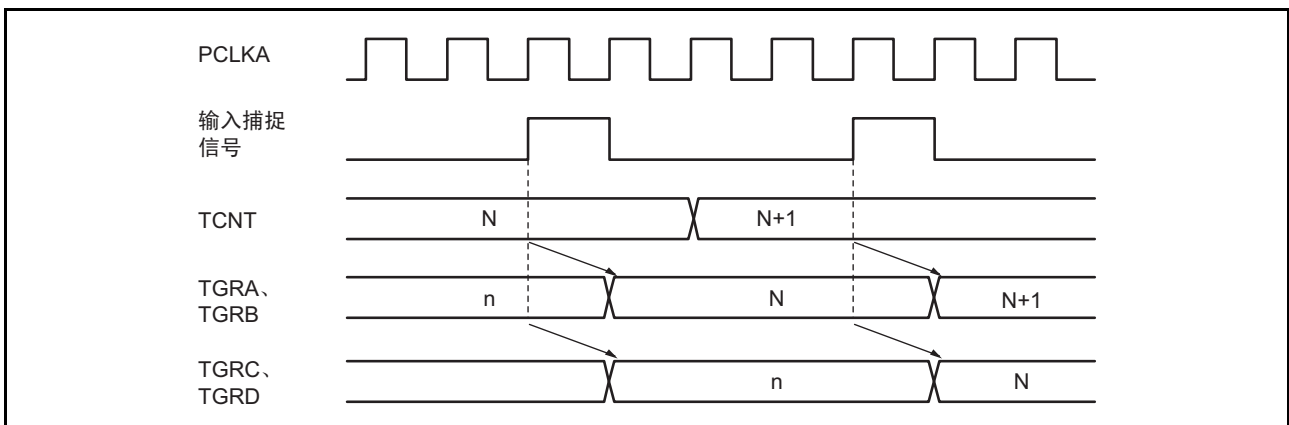 PCLKA
输入捕捉
信号
TCNT
N
N+1
TGRA、
TGRB
n
N
N+1
TGRC、
TGRD
n
N